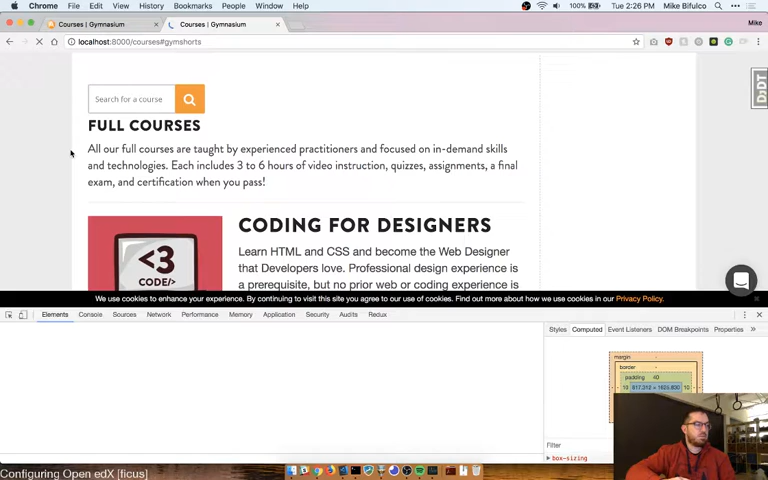 Chrome File Edit View History Bookmarks People Window Help 100% Tue 2:26 PM Mike Bifulco
Courses | Gymnasium Courses | Gymnasium Mike
localhost:8000/courses#gymshorts
DJDT
Search for a course
FULL COURSES
All our full courses are taught by experienced practitioners and focused on in-demand skills
and technologies. Each includes 3 to 6 hours of video instruction, quizzes, assignments, a final
exam, and certification when you pass!
CODING FOR DESIGNERS
<3
CODE/>
Learn HTML and CSS and become the Web Designer
that Developers love. Professional design experience is
a prerequisite, but no prior web or coding experience is
We use cookies to enhance your experience. By continuing to visit this site you agree to our use of cookies. Find out more about how we use cookies in our Privacy Policy.
Elements Console Sources Network Performance Memory Application Security Audits Redux
Styles Computed Event Listeners DOM Breakpoints Properties »
margin -
border -
padding 40
10 10
Filter
box-sizing
Configuring Open edX [ficus]